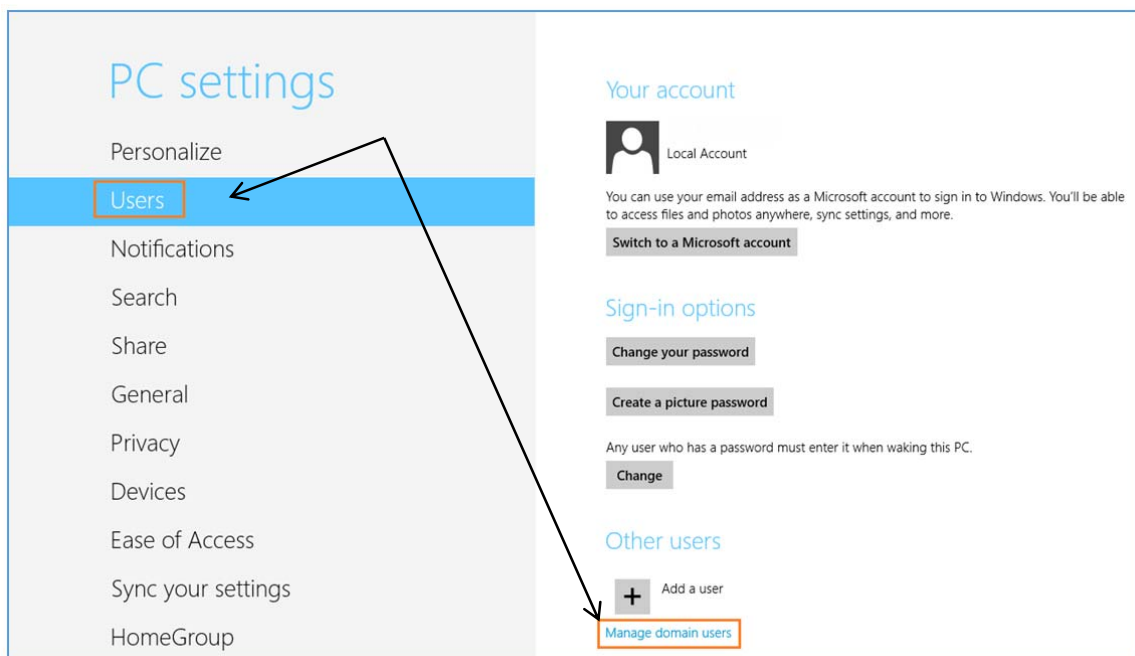 PC settings
Personalize
Users
Notifications
Search
Share
General
Privacy
Devices
Ease of Access
Sync your settings
HomeGroup
Your account
Local Account
You can use your email address as a Microsoft account to sign in to Windows. You'll be able
to access files and photos anywhere, sync settings, and more.
Switch to a Microsoft account
Sign-in options
Change your password
Create a picture password
Any user who has a password must enter it when waking this PC.
Change
Other users
+ Add a user
Manage domain users